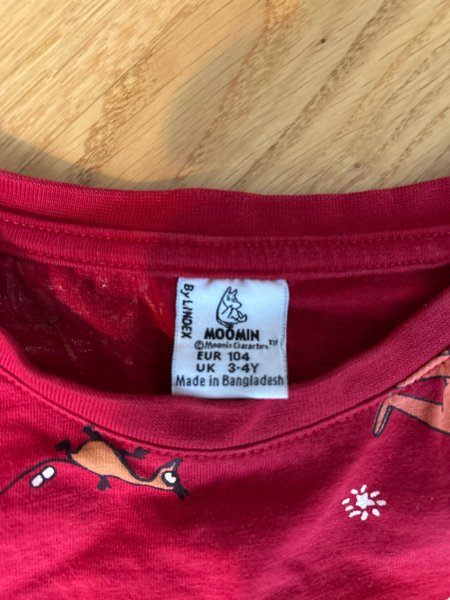 By LINDEX
MOOMIN
©Moomin Characters™
EUR 104
UK 3-4Y
Made in Bangladesh